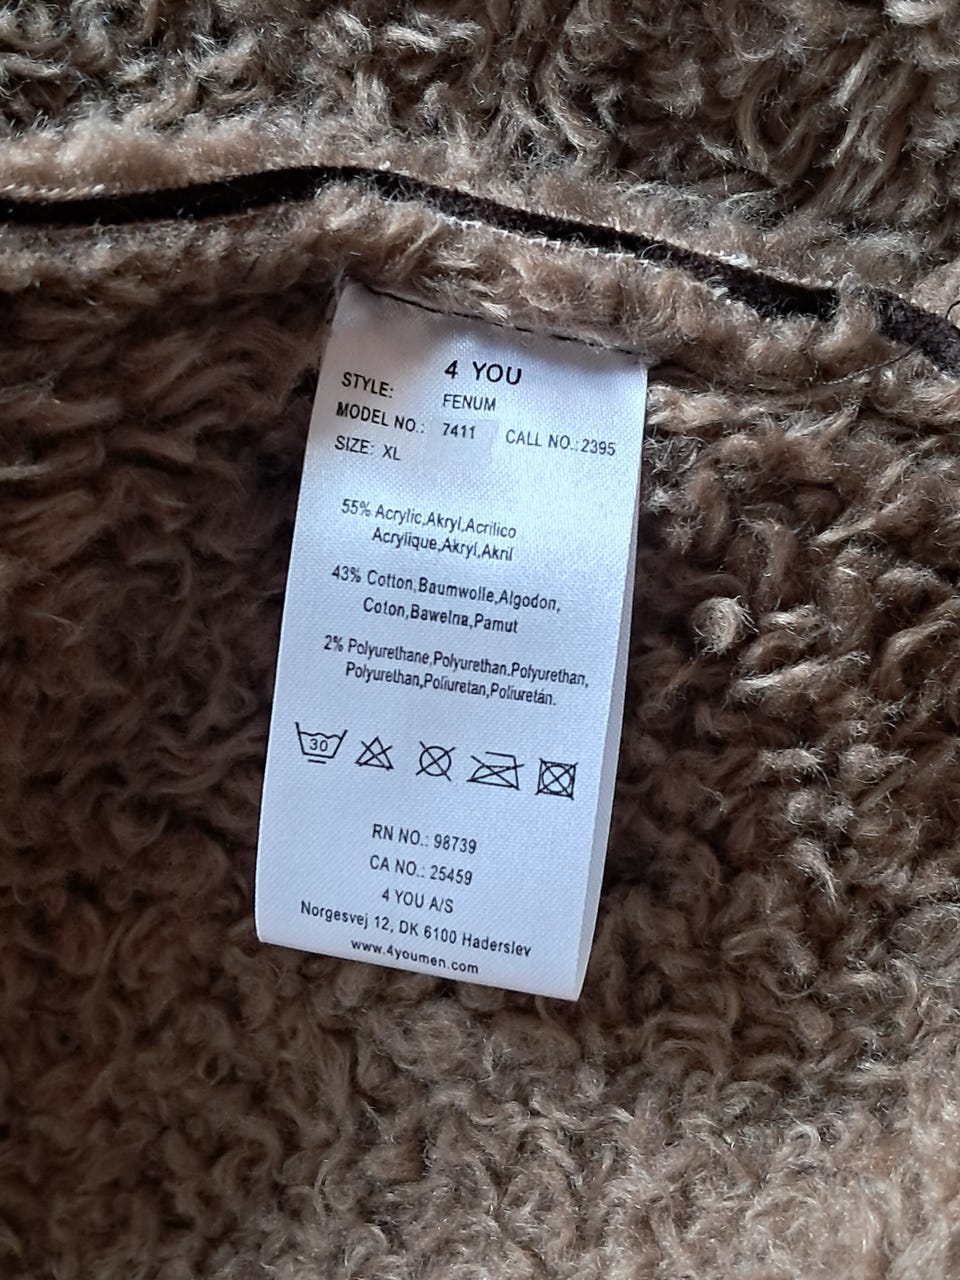 4 YOU
STYLE: FENUM
MODEL NO.: 7411 CALL NO.:2395
SIZE: XL
55% Acrylic,Akryl,Acrilico
Acrylique,Akryl,Akril
43% Cotton,Baumwolle,Algodon,
Coton,Bawelna,Pamut
2% Polyurethane,Polyurethan,Polyurethan,
Polyurethan,Poliuretan,Poliuretán.
30
RN NO.: 98739
CA NO.: 25459
4 YOU A/S
Norgesvej 12, DK 6100 Haderslev
www.4youmen.com